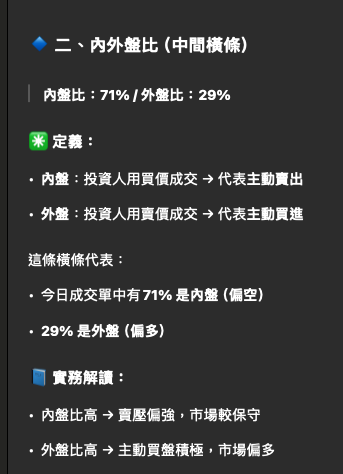 🔷 二、內外盤比（中間橫條）
內盤比：71% / 外盤比：29%
✳️ 定義：
• 內盤：投資人用買價成交 → 代表主動賣出
• 外盤：投資人用賣價成交 → 代表主動買進
這條橫條代表：
• 今日成交單中有 71% 是內盤（偏空）
• 29% 是外盤（偏多）
📘 實務解讀：
• 內盤比高 → 賣壓偏強，市場較保守
• 外盤比高 → 主動買盤積極，市場偏多